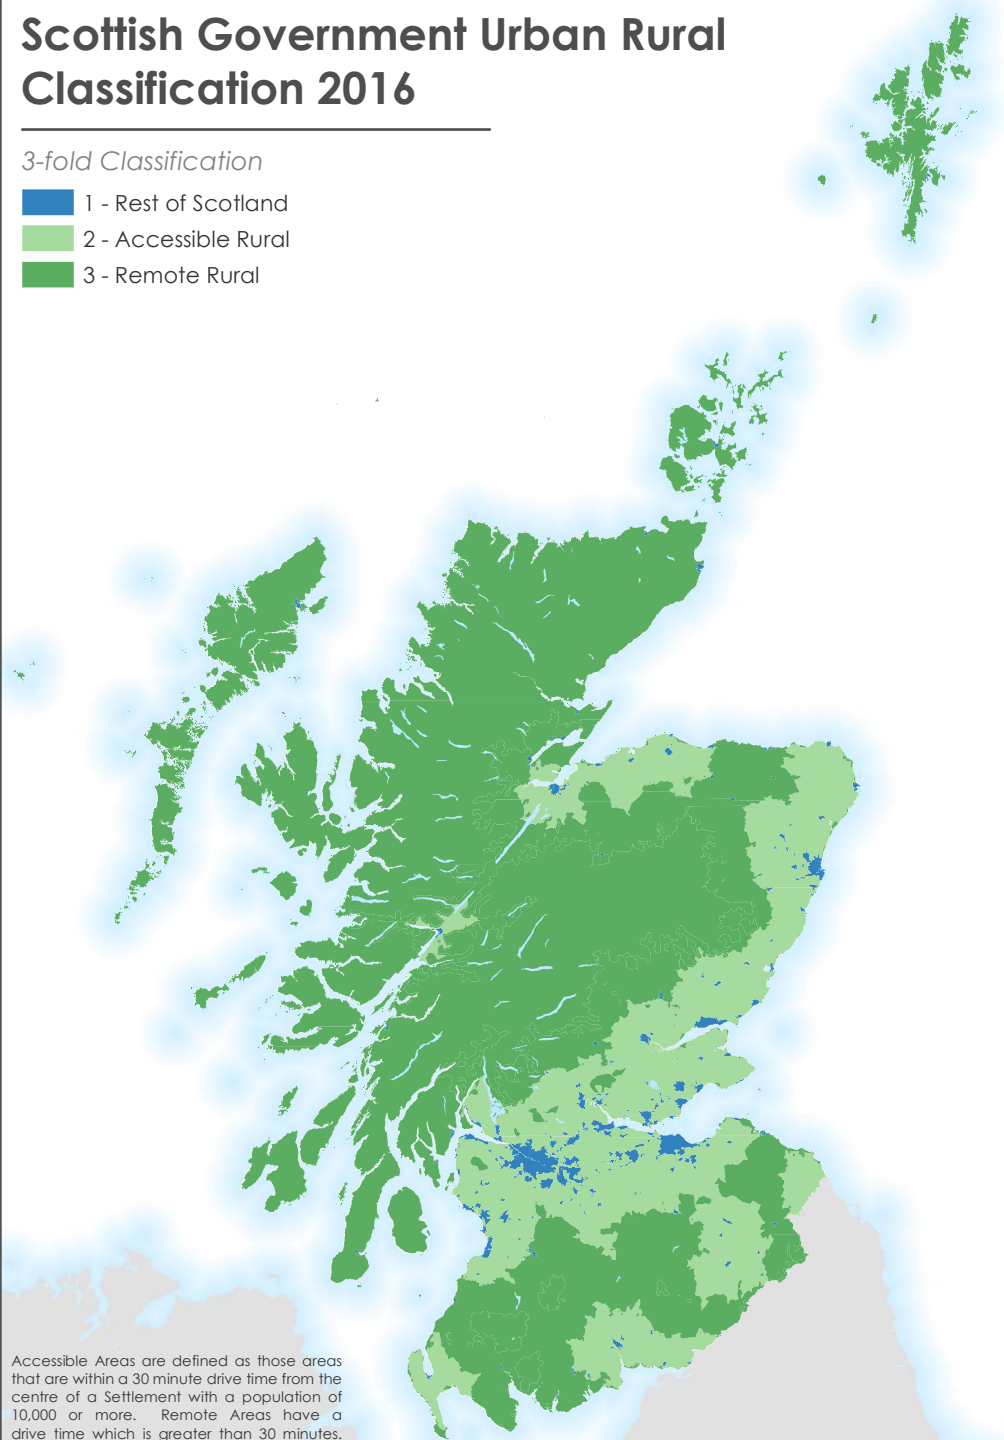 Scottish Government Urban Rural
Classification 2016
3-fold Classification
1 - Rest of Scotland
2 - Accessible Rural
3 - Remote Rural
Accessible Areas are defined as those areas
that are within a 30 minute drive time from the
centre of a Settlement with a population of
10,000 or more. Remote Areas have a
drive time which is greater than 30 minutes.